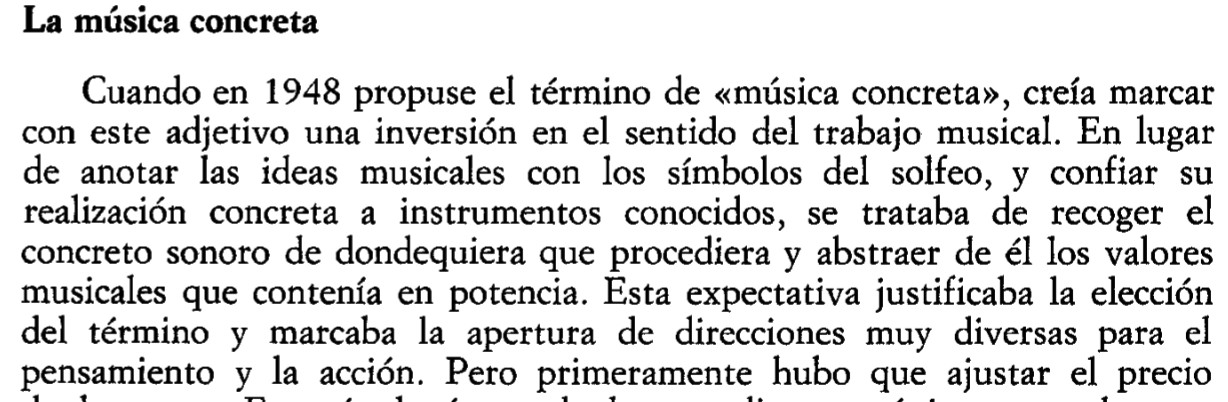 La música concreta
Cuando en 1948 propuse el término de «música concreta», creía marcar
con este adjetivo una inversión en el sentido del trabajo musical. En lugar
de anotar las ideas musicales con los símbolos del solfeo, y confiar su
realización concreta a instrumentos conocidos, se trataba de recoger el
concreto sonoro de dondequiera que procediera y abstraer de él los valores
musicales que contenía en potencia. Esta expectativa justificaba la elección
del término y marcaba la apertura de direcciones muy diversas para el
pensamiento y la acción. Pero primeramente hubo que ajustar el precio